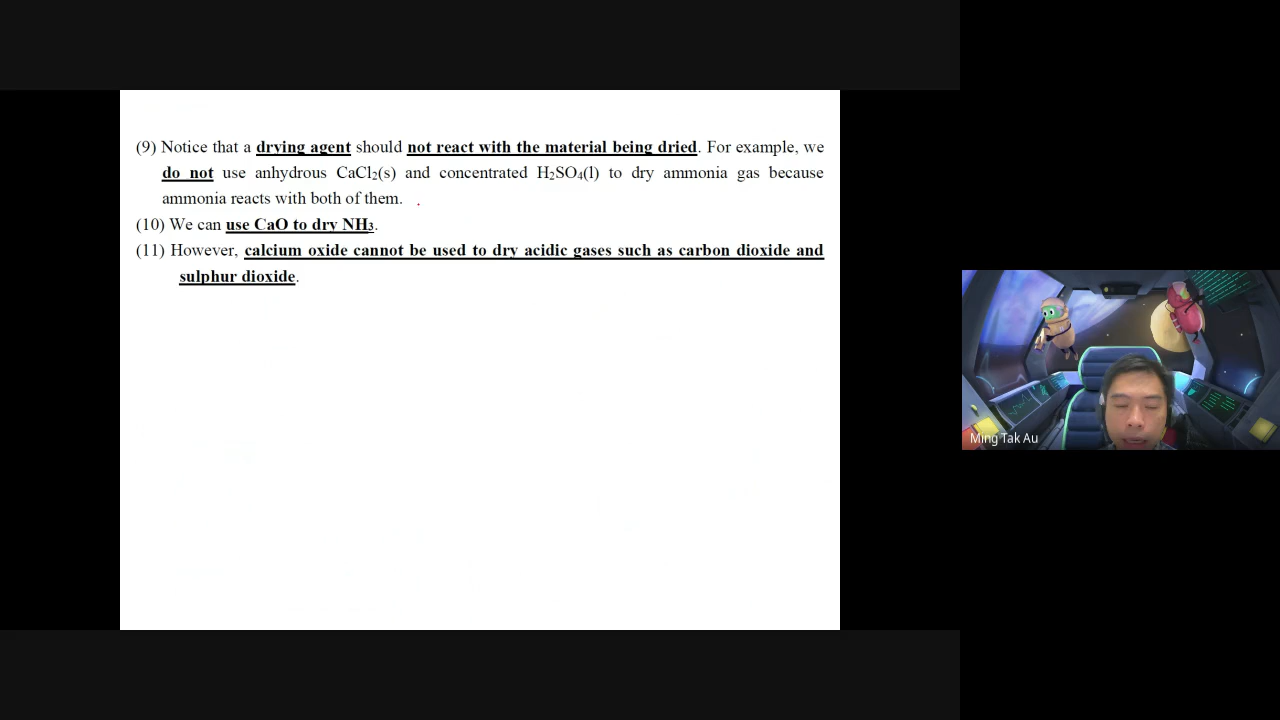 (9) Notice that a drying agent should not react with the material being dried. For example, we
do not use anhydrous CaCl₂(s) and concentrated H₂SO₄(l) to dry ammonia gas because
ammonia reacts with both of them.
(10) We can use CaO to dry NH₃.
(11) However, calcium oxide cannot be used to dry acidic gases such as carbon dioxide and
sulphur dioxide.
Ming Tak Au